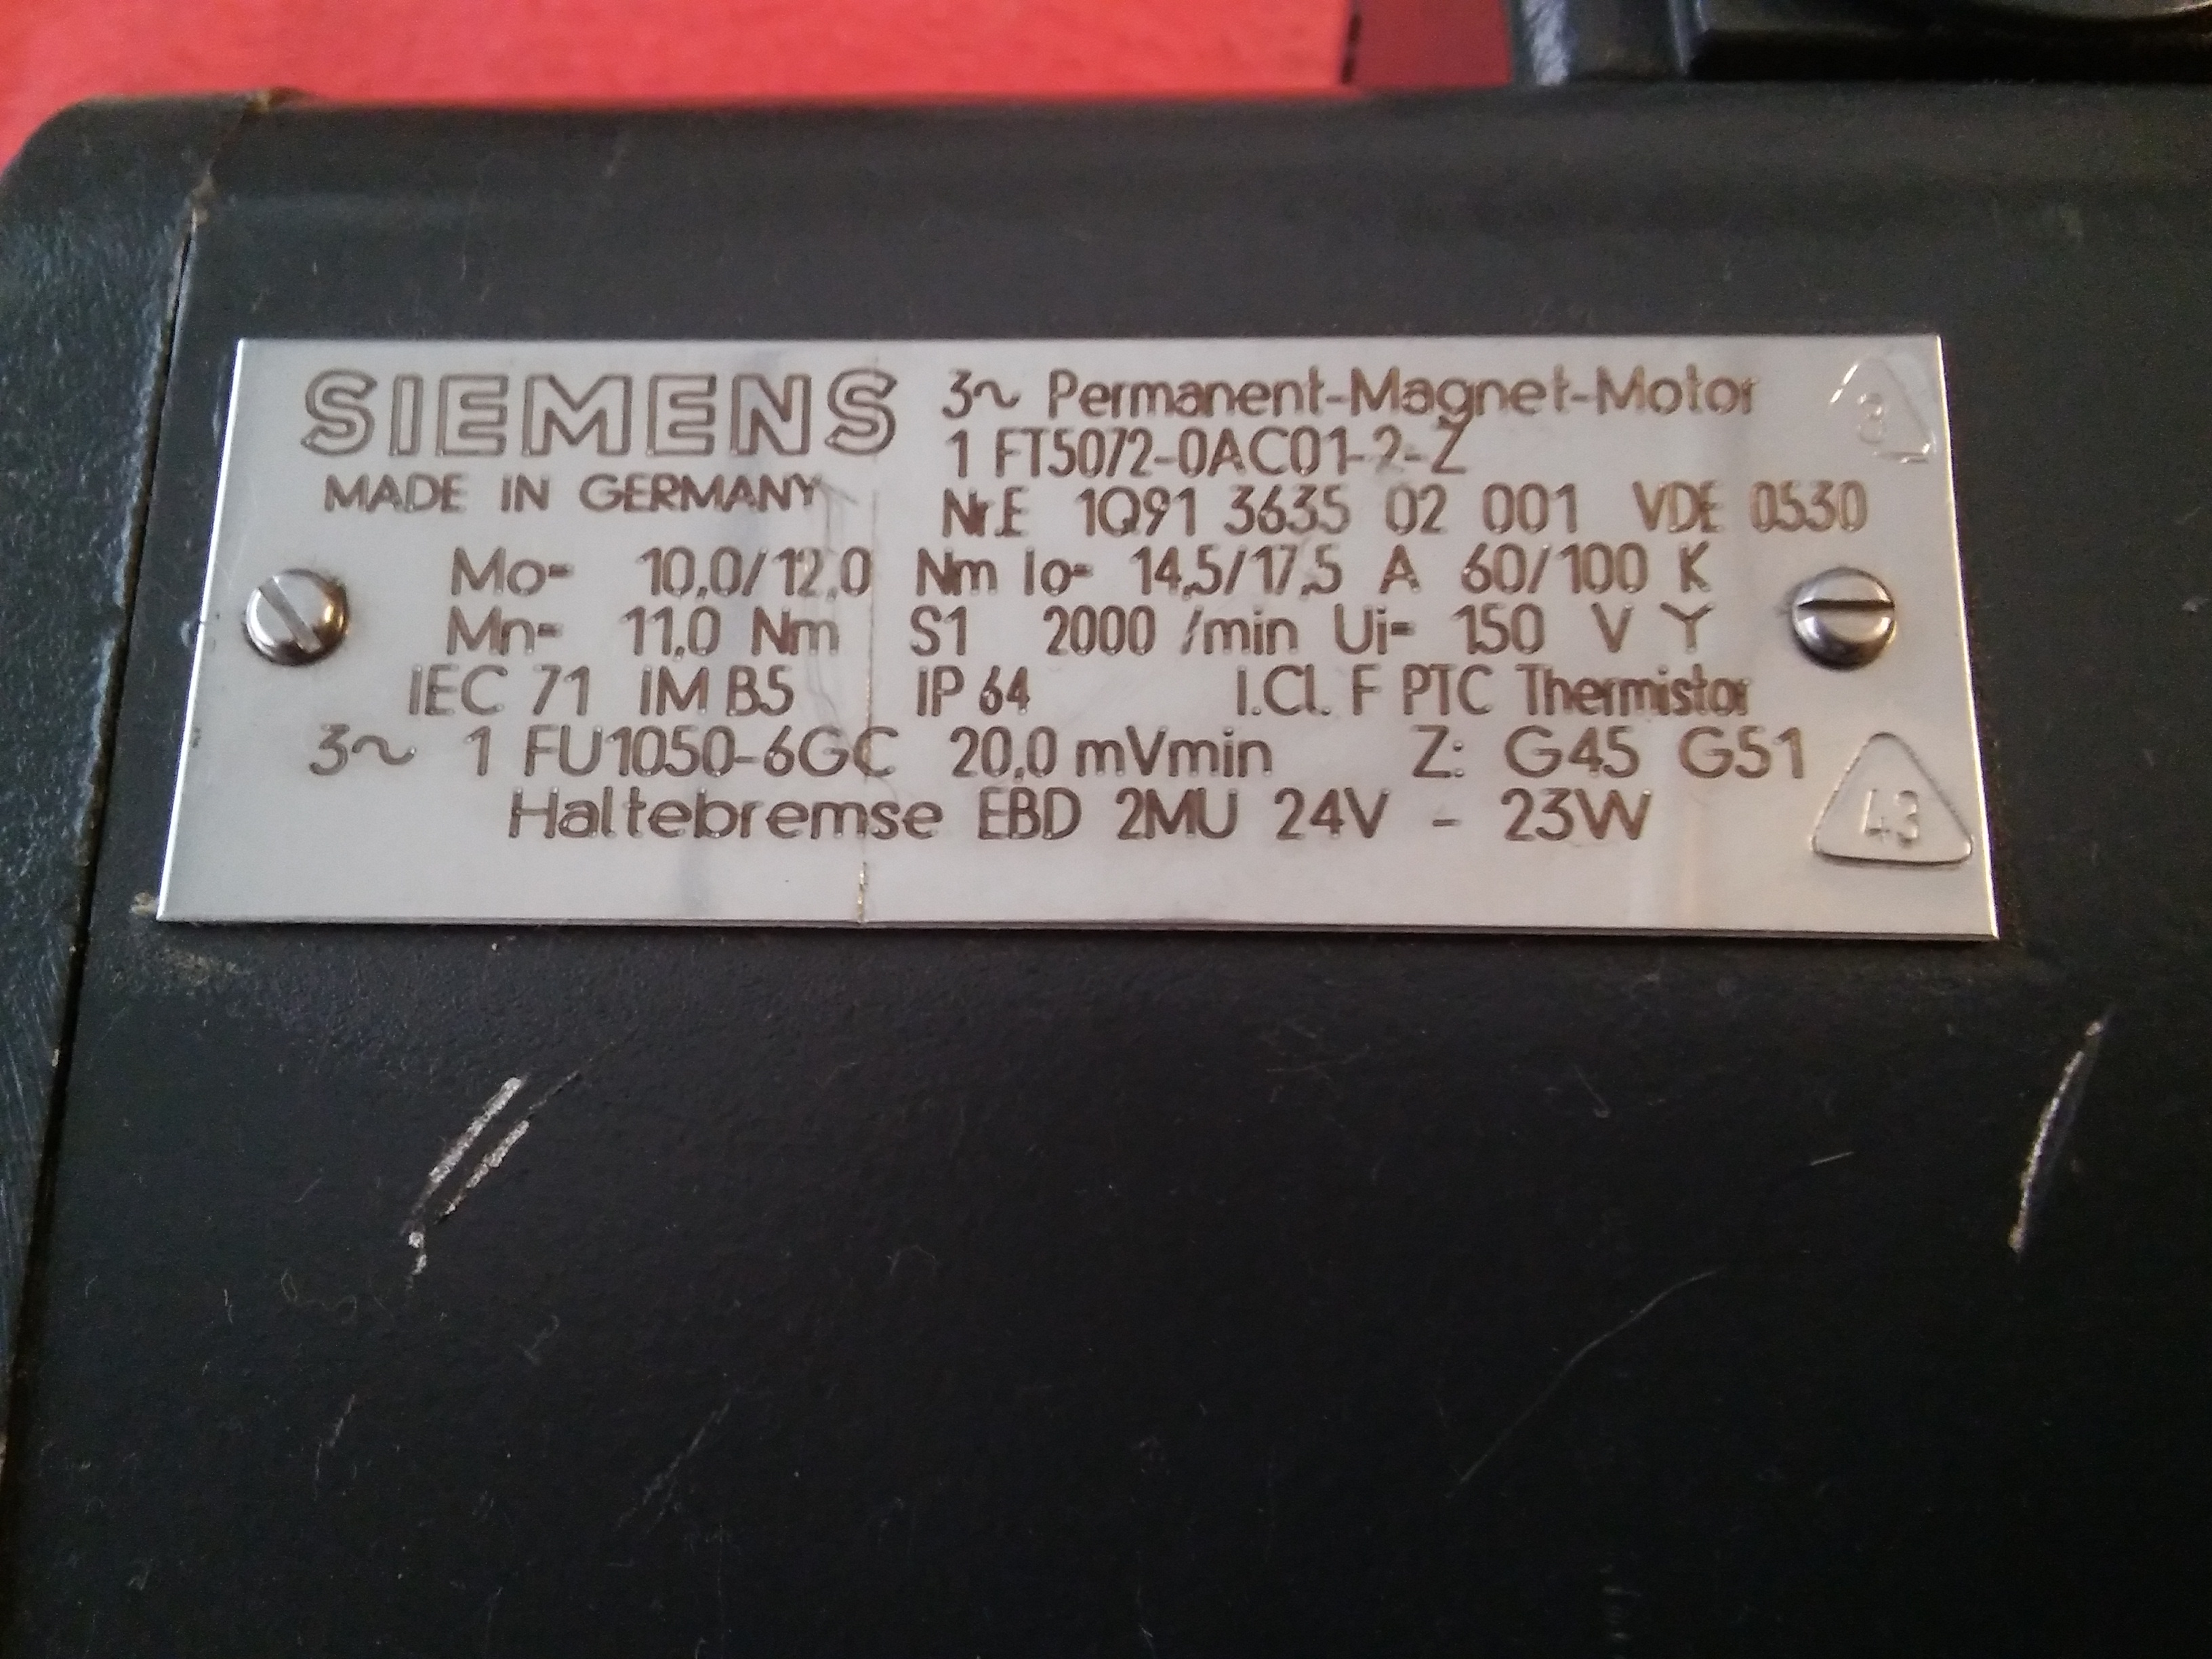 SIEMENS
MADE IN GERMANY
3~ Permanent-Magnet-Motor
3
1 FT5072-0AC01-2-Z
Nr.E 1Q91 3635 02 001 VDE 0530
Mo= 10,0/12,0 Nm Io= 14,5/17,5 A 60/100 K
Mn= 11,0 Nm S1 2000 /min Ui= 150 V Y
IEC 71 IM B5 IP 64 I.Cl. F PTC Thermistor
3~ 1 FU1050-6GC 20,0 mVmin Z: G45 G51
Haltebremse EBD 2MU 24V - 23W
43